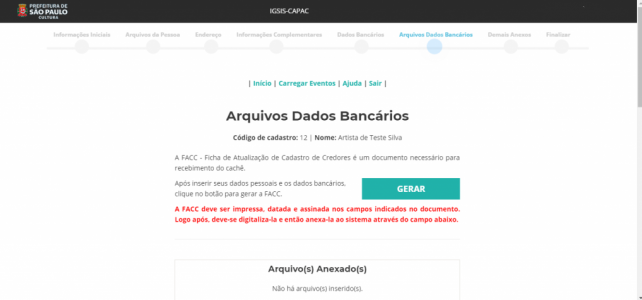 PREFEITURA DE
SÃO PAULO
CULTURA
IGSIS-CAPAC
Informações Iniciais Arquivos da Pessoa Endereço Informações Complementares Dados Bancários Arquivos Dados Bancários Demais Anexos Finalizar
| Início | Carregar Eventos | Ajuda | Sair |
Arquivos Dados Bancários
Código de cadastro: 12 | Nome: Artista de Teste Silva
A FACC - Ficha de Atualização de Cadastro de Credores é um documento necessário para
recebimento do cachê.
Após inserir seus dados pessoais e os dados bancários,
clique no botão para gerar a FACC.
GERAR
A FACC deve ser impressa, datada e assinada nos campos indicados no documento.
Logo após, deve-se digitaliza-la e então anexa-la ao sistema através do campo abaixo.
Arquivo(s) Anexado(s)
Não há arquivo(s) inserido(s).